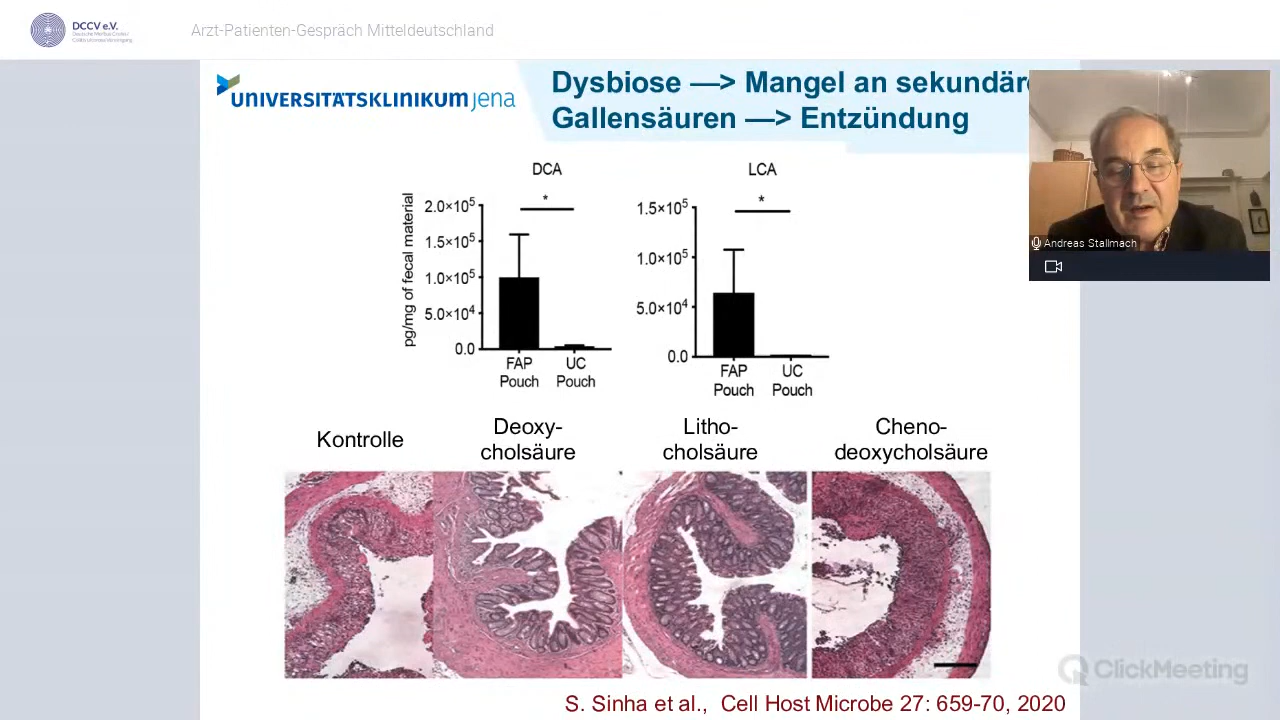 DCCV e.V.
Arzt-Patienten-Gespräch Mitteldeutschland
UNIVERSITÄTSKLINIKUM jena
Dysbiose —> Mangel an sekundäre
Gallensäuren —> Entzündung
Andreas Stallmach
DCA
pg/mg of fecal material
2.0×10⁵
1.5×10⁵
1.0×10⁵
5.0×10⁴
0.0
*
FAP
Pouch
UC
Pouch
LCA
1.5×10⁵
1.0×10⁵
5.0×10⁴
0.0
*
FAP
Pouch
UC
Pouch
Kontrolle
Deoxy-
cholsäure
Litho-
cholsäure
Cheno-
deoxycholsäure
ClickMeeting
S. Sinha et al., Cell Host Microbe 27: 659-70, 2020